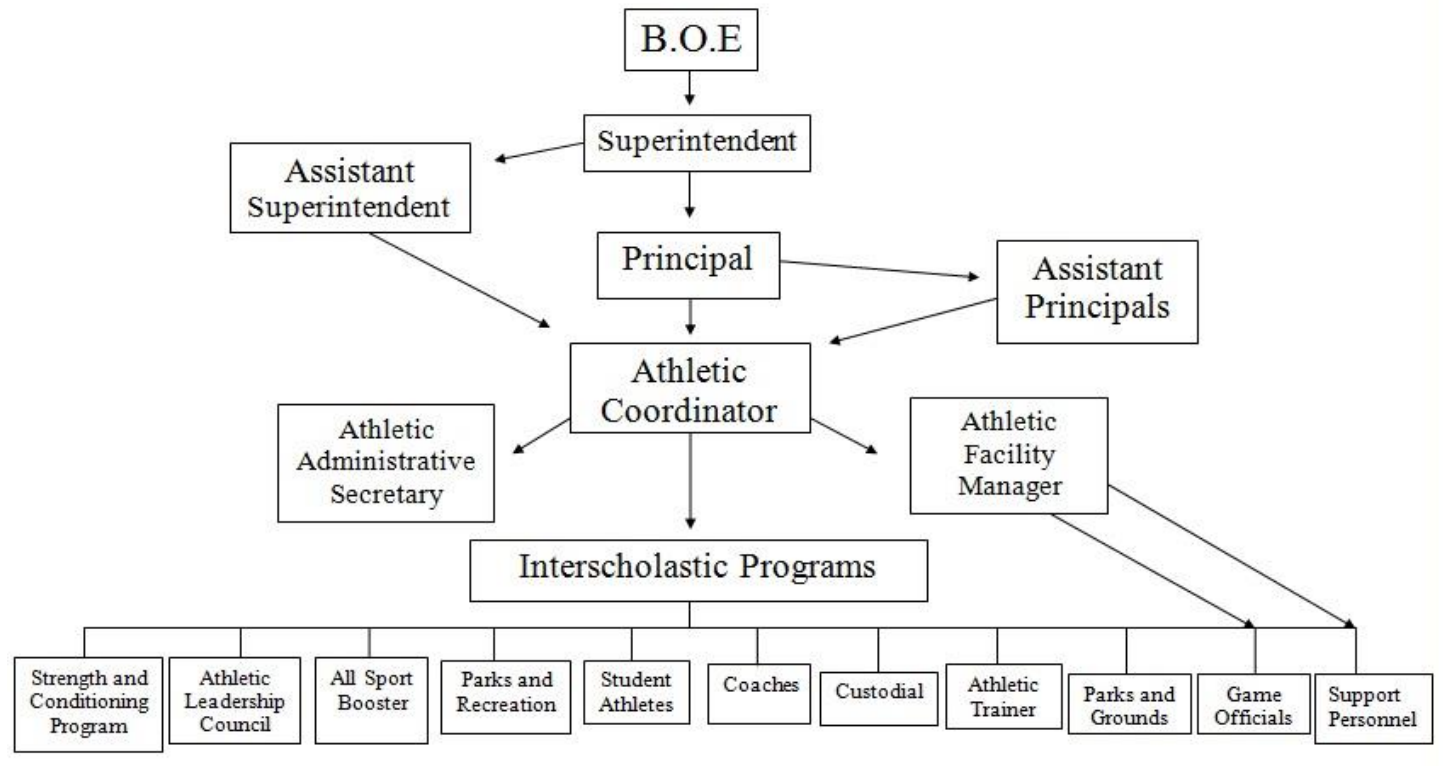 B.O.E
Superintendent
Assistant
Superintendent
Principal
Assistant
Principals
Athletic
Coordinator
Athletic
Administrative
Secretary
Athletic
Facility
Manager
Interscholastic Programs
Strength and
Conditioning
Program
Athletic
Leadership
Council
All Sport
Booster
Parks and
Recreation
Student
Athletes
Coaches
Custodial
Athletic
Trainer
Parks and
Grounds
Game
Officials
Support
Personnel